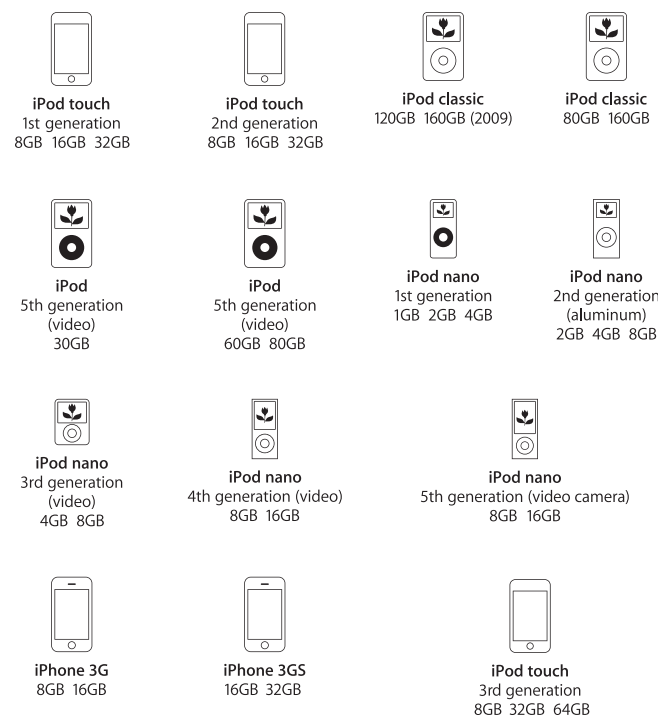 iPod touch
1st generation
8GB 16GB 32GB
iPod touch
2nd generation
8GB 16GB 32GB
iPod classic
120GB 160GB (2009)
iPod classic
80GB 160GB
iPod
5th generation
(video)
30GB
iPod
5th generation
(video)
60GB 80GB
iPod nano
1st generation
1GB 2GB 4GB
iPod nano
2nd generation
(aluminum)
2GB 4GB 8GB
iPod nano
3rd generation
(video)
4GB 8GB
iPod nano
4th generation (video)
8GB 16GB
iPod nano
5th generation (video camera)
8GB 16GB
iPhone 3G
8GB 16GB
iPhone 3GS
16GB 32GB
iPod touch
3rd generation
8GB 32GB 64GB